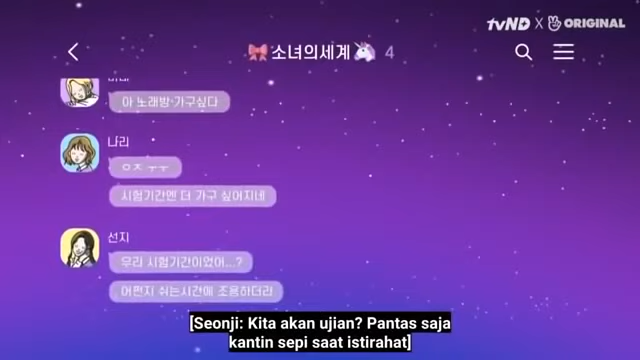 tvND X ORIGINAL
소녀의세계 4
아 노래방 가구싶다
나리
ㅇㅈ ㅜㅜ
시험기간엔 더 가구 싶어지네
선지
우리 시험기간이었어...?
어쩐지 쉬는시간에 조용하더라
[Seonji: Kita akan ujian? Pantas saja
kantin sepi saat istirahat]